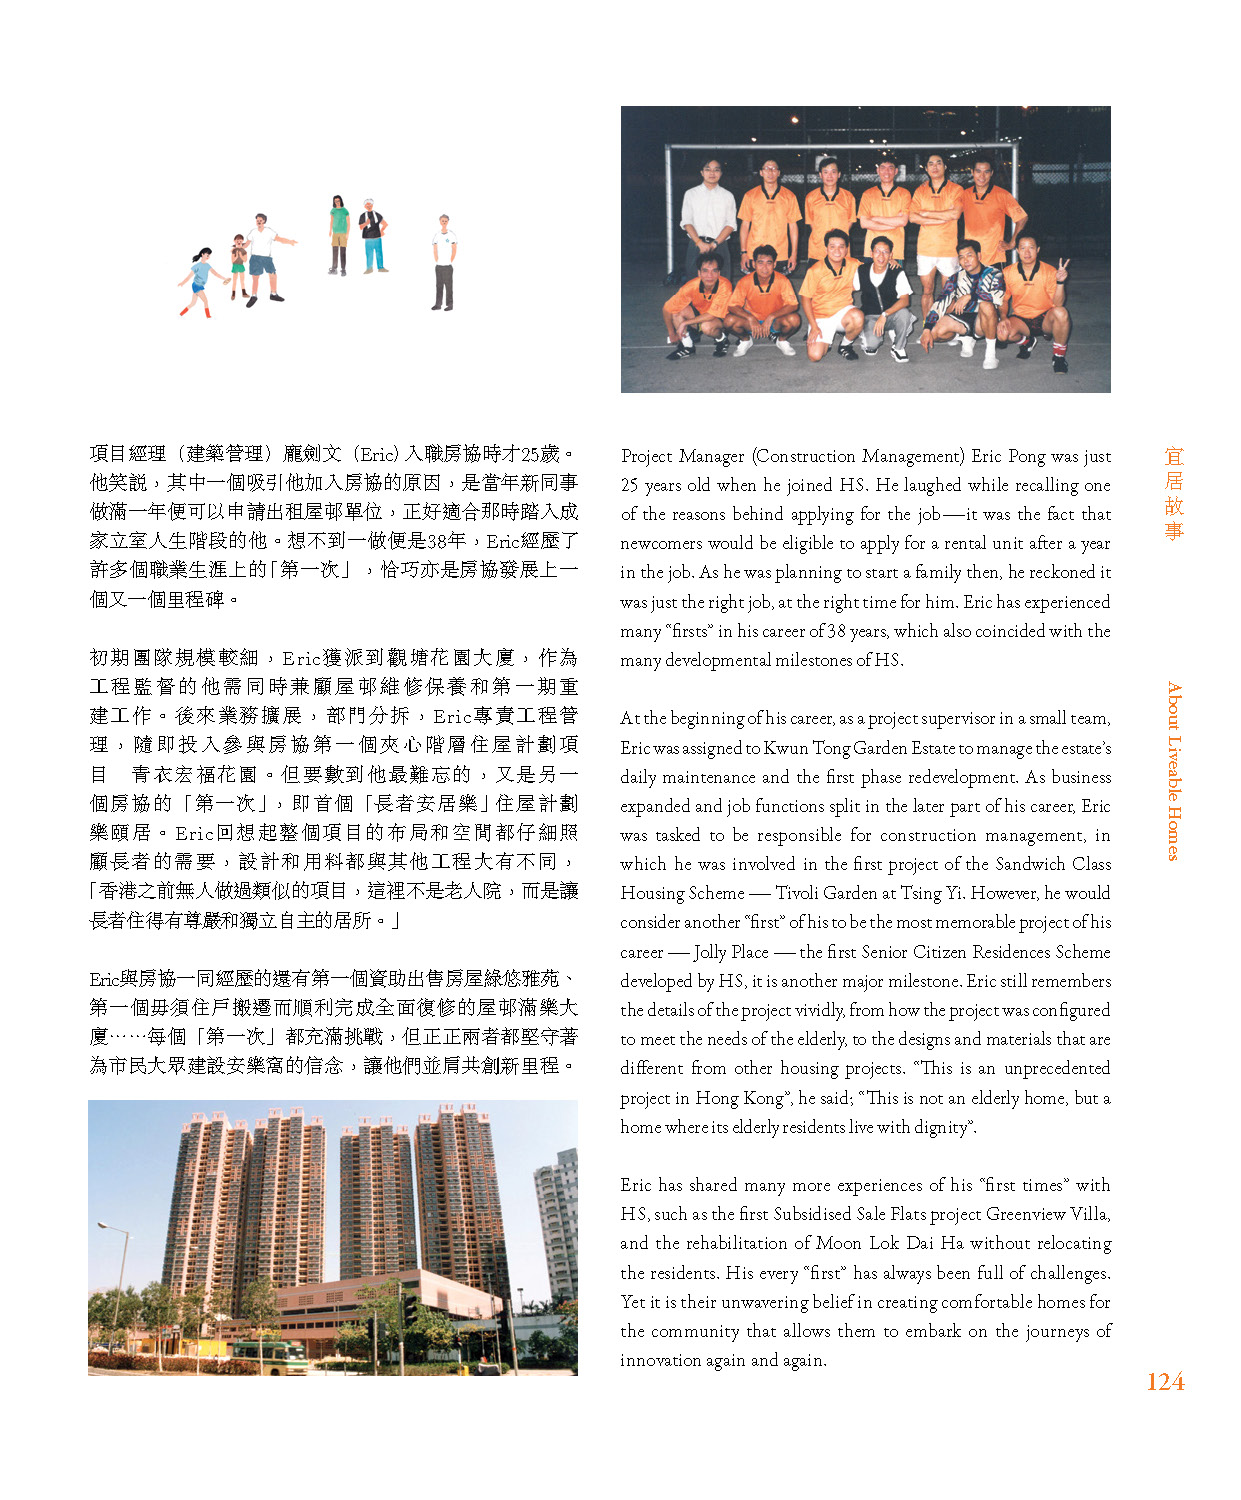 項目經理（建築管理）龐劍文（Eric）入職房協時才25歲。
他笑說，其中一個吸引他加入房協的原因，是當年新同事
做滿一年便可以申請出租屋邨單位，正好適合那時踏入成
家立室人生階段的他。想不到一做便是38年，Eric經歷了
許多個職業生涯上的「第一次」，恰巧亦是房協發展上一
個又一個里程碑。
初期團隊規模較細，Eric獲派到觀塘花園大廈，作為
工程監督的他需同時兼顧屋邨維修保養和第一期重
建工作。後來業務擴展，部門分拆，Eric專責工程管
理，隨即投入參與房協第一個夾心階層住屋計劃項
目　青衣宏福花園。但要數到他最難忘的，又是另一
個房協的「第一次」，即首個「長者安居樂」住屋計劃
樂頤居。Eric回想起整個項目的布局和空間都仔細照
顧長者的需要，設計和用料都與其他工程大有不同，
「香港之前無人做過類似的項目，這裡不是老人院，而是讓
長者住得有尊嚴和獨立自主的居所。」
Eric與房協一同經歷的還有第一個資助出售房屋綠悠雅苑、
第一個毋須住戶搬遷而順利完成全面復修的屋邨滿樂大
廈……每個「第一次」都充滿挑戰，但正正兩者都堅守著
為市民大眾建設安樂窩的信念，讓他們並肩共創新里程。
Project Manager (Construction Management) Eric Pong was just
25 years old when he joined HS. He laughed while recalling one
of the reasons behind applying for the job—it was the fact that
newcomers would be eligible to apply for a rental unit after a year
in the job. As he was planning to start a family then, he reckoned it
was just the right job, at the right time for him. Eric has experienced
many “firsts” in his career of 38 years, which also coincided with the
many developmental milestones of HS.
At the beginning of his career, as a project supervisor in a small team,
Eric was assigned to Kwun Tong Garden Estate to manage the estate’s
daily maintenance and the first phase redevelopment. As business
expanded and job functions split in the later part of his career, Eric
was tasked to be responsible for construction management, in
which he was involved in the first project of the Sandwich Class
Housing Scheme — Tivoli Garden at Tsing Yi. However, he would
consider another “first” of his to be the most memorable project of his
career — Jolly Place — the first Senior Citizen Residences Scheme
developed by HS, it is another major milestone. Eric still remembers
the details of the project vividly, from how the project was configured
to meet the needs of the elderly, to the designs and materials that are
different from other housing projects. “This is an unprecedented
project in Hong Kong”, he said; “This is not an elderly home, but a
home where its elderly residents live with dignity”.
Eric has shared many more experiences of his “first times” with
HS, such as the first Subsidised Sale Flats project Greenview Villa,
and the rehabilitation of Moon Lok Dai Ha without relocating
the residents. His every “first” has always been full of challenges.
Yet it is their unwavering belief in creating comfortable homes for
the community that allows them to embark on the journeys of
innovation again and again.
宜居故事
About Liveable Homes
124